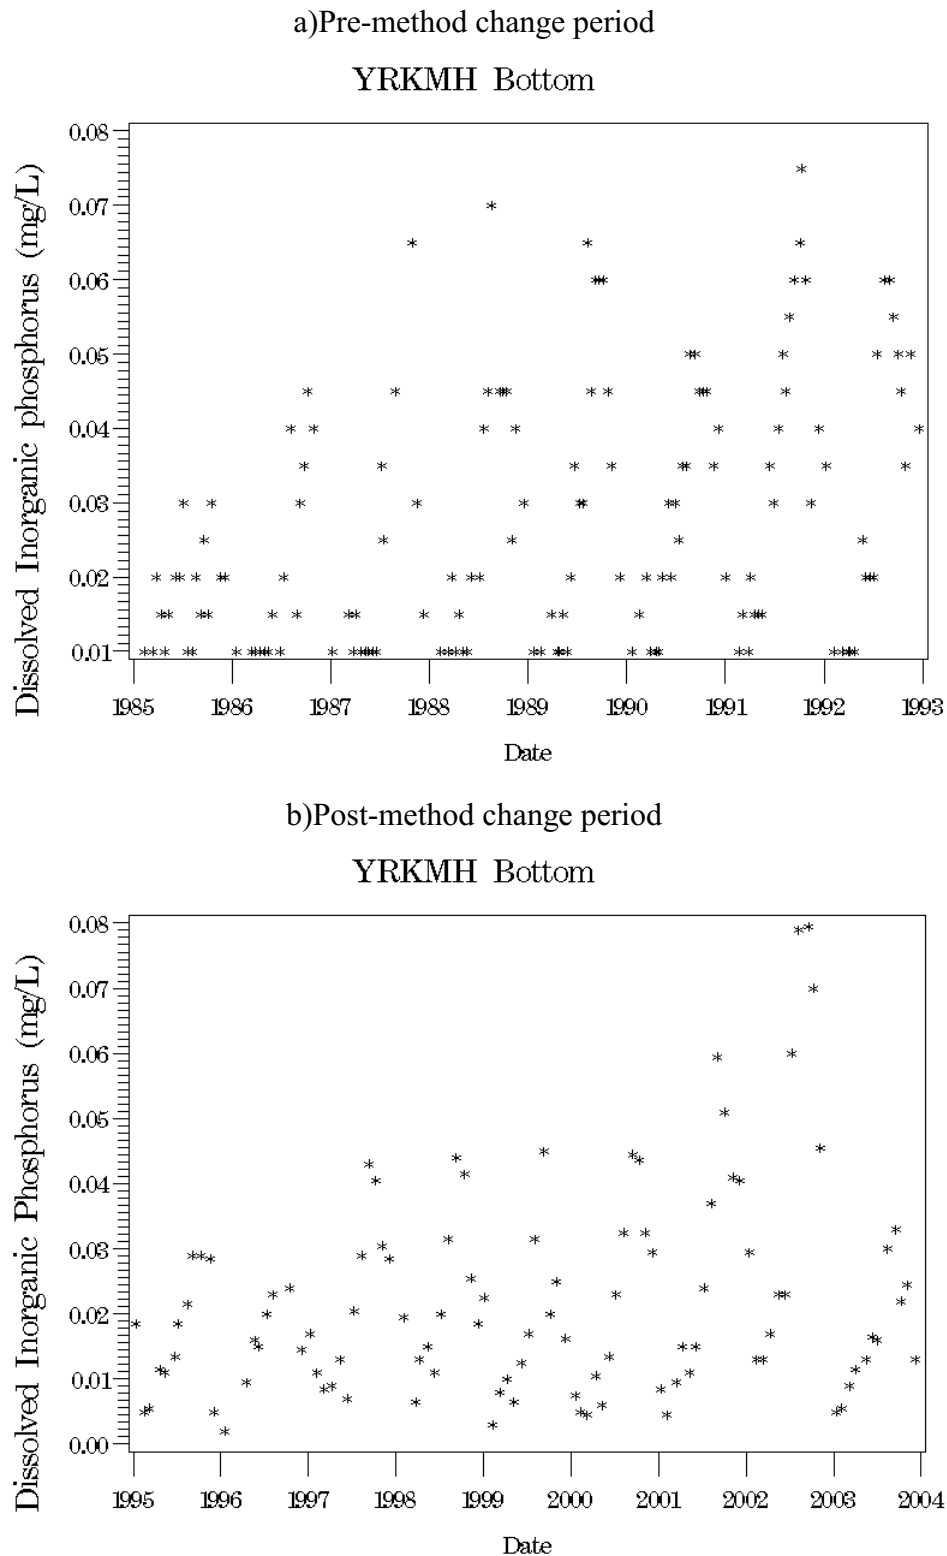 a)Pre-method change period
YRKMH Bottom
Dissolved Inorganic phosphorus (mg/L)
0.08
0.07
0.06
0.05
0.04
0.03
0.02
0.01
1985 1986 1987 1988 1989 1990 1991 1992 1993
Date
b)Post-method change period
YRKMH Bottom
Dissolved Inorganic Phosphorus (mg/L)
0.08
0.07
0.06
0.05
0.04
0.03
0.02
0.01
0.00
1995 1996 1997 1998 1999 2000 2001 2002 2003 2004
Date